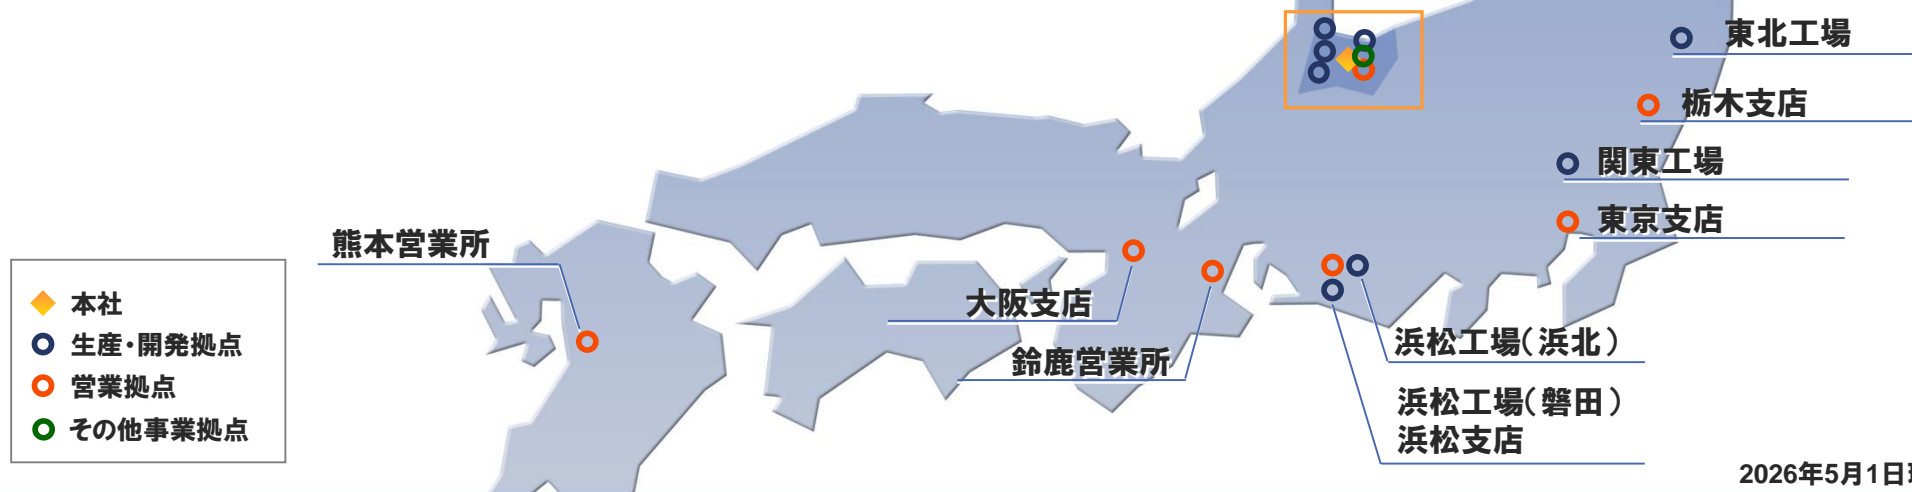 東北工場
栃木支店
関東工場
東京支店
熊本営業所
大阪支店
鈴鹿営業所
浜松工場(浜北)
浜松工場(磐田)
浜松支店
本社
生産・開発拠点
営業拠点
その他事業拠点
2026年5月1日